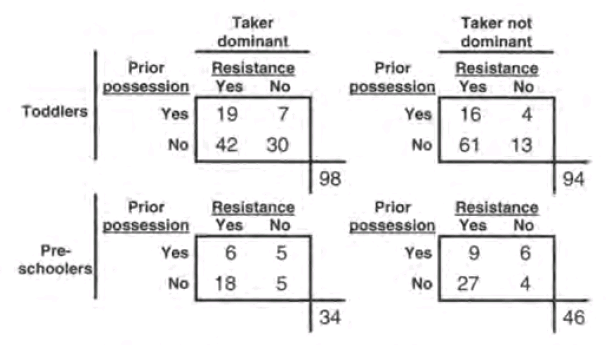 Taker dominant
Taker not dominant
Prior possession Resistance
Yes No
Prior possession Resistance
Yes No
Toddlers Yes 19 7 Yes 16 4
No 42 30 No 61 13
98 94
Prior possession Resistance
Yes No
Prior possession Resistance
Yes No
Pre-schoolers Yes 6 5 Yes 9 6
No 18 5 No 27 4
34 46